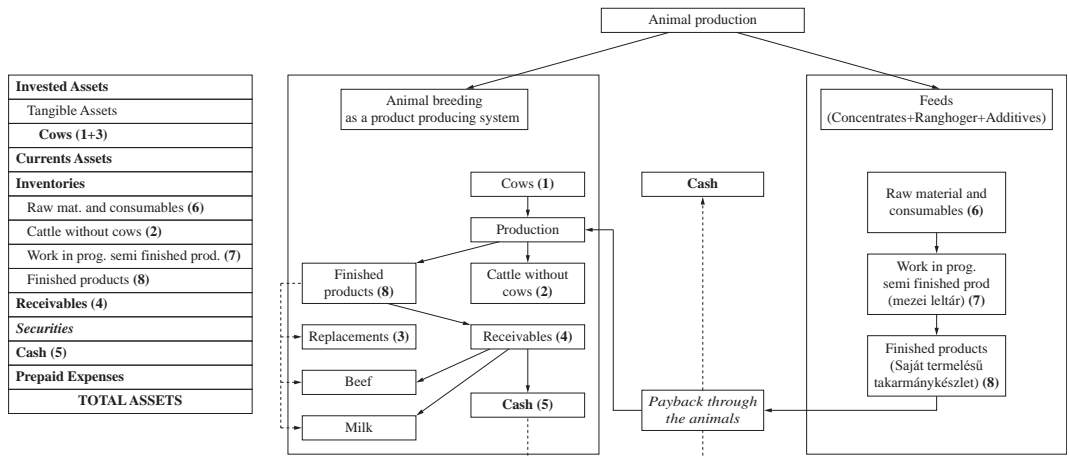 Animal production
Invested Assets
Tangible Assets
Cows (1+3)
Currents Assets
Inventories
Raw mat. and consumables (6)
Cattle without cows (2)
Work in prog. semi finished prod. (7)
Finished products (8)
Receivables (4)
Securities
Cash (5)
Prepaid Expenses
TOTAL ASSETS
Animal breeding
as a product producing system
Cows (1)
Production
Finished
products (8)
Cattle without
cows (2)
Replacements (3)
Receivables (4)
Beef
Cash (5)
Milk
Cash
Payback through
the animals
Feeds
(Concentrates+Ranghoger+Additives)
Raw material and
consumables (6)
Work in prog.
semi finished prod
(mezei leltár) (7)
Finished products
(Saját termelésű
takarmánykészlet) (8)